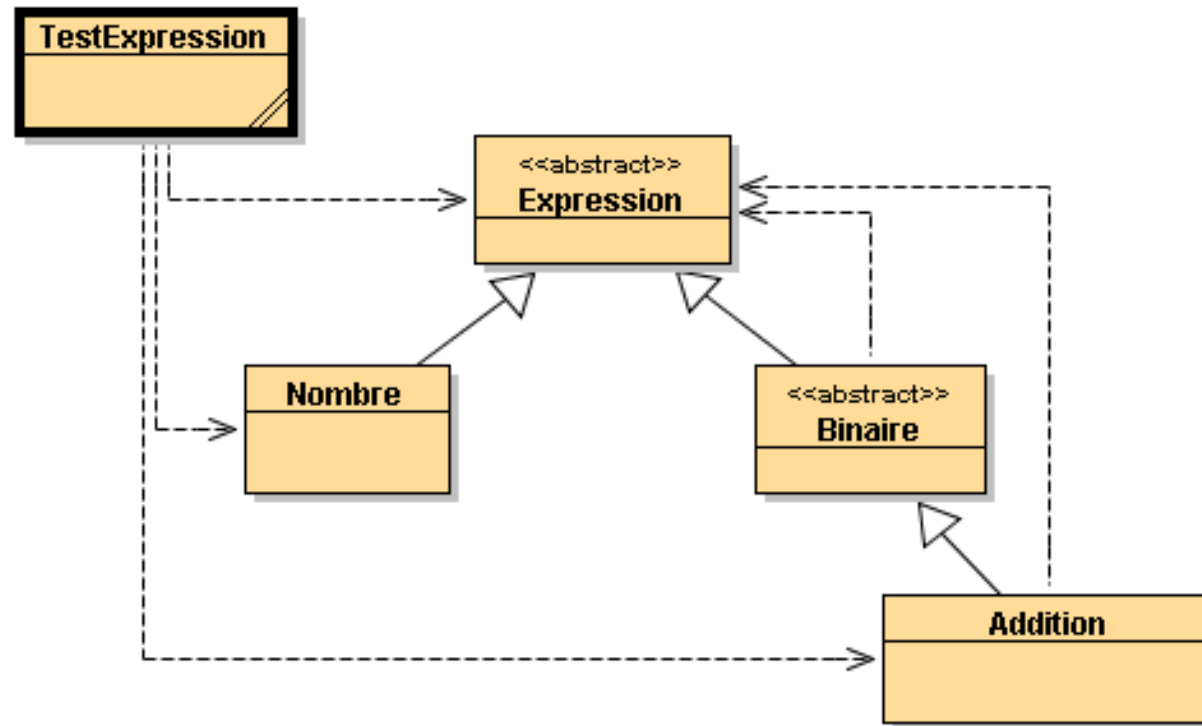 TestExpression
<<abstract>>
Expression
Nombre
<<abstract>>
Binaire
Addition